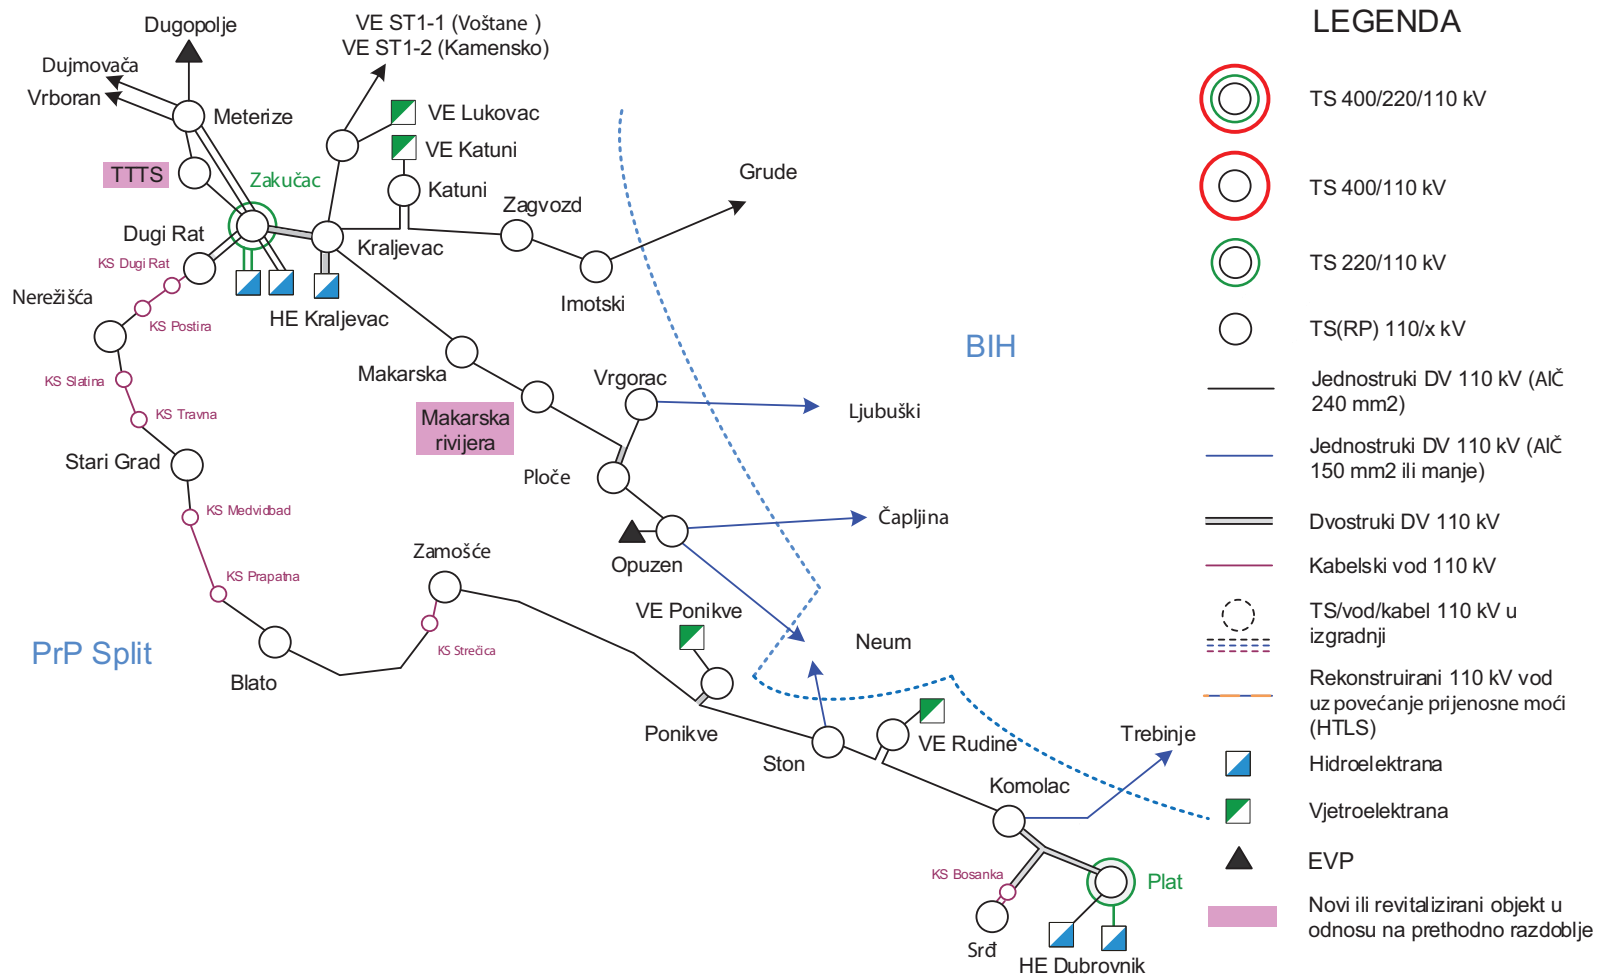 Dugopolje
VE ST1-1 (Voštane )
VE ST1-2 (Kamensko)
Dujmovača
Vrboran
Meterize
VE Lukovac
VE Katuni
TTTS
Zakučac
Katuni
Zagvozd
Grude
Dugi Rat
Kraljevac
KS Dugi Rat
Nerežišća
KS Postira
HE Kraljevac
Imotski
BIH
Makarska
Vrgorac
KS Slatina
KS Travna
Makarska
rivijera
Ljubuški
Stari Grad
Ploče
KS Medvidbad
Čapljina
Zamošće
Opuzen
KS Prapatna
VE Ponikve
Neum
PrP Split
KS Strečica
Blato
Ponikve
VE Rudine
Trebinje
Ston
Komolac
KS Bosanka
Plat
Srđ
HE Dubrovnik
LEGENDA
TS 400/220/110 kV
TS 400/110 kV
TS 220/110 kV
TS(RP) 110/x kV
Jednostruki DV 110 kV (AlČ
240 mm2)
Jednostruki DV 110 kV (AlČ
150 mm2 ili manje)
Dvostruki DV 110 kV
Kabelski vod 110 kV
TS/vod/kabel 110 kV u
izgradnji
Rekonstruirani 110 kV vod
uz povećanje prijenosne moći
(HTLS)
Hidroelektrana
Vjetroelektrana
EVP
Novi ili revitalizirani objekt u
odnosu na prethodno razdoblje